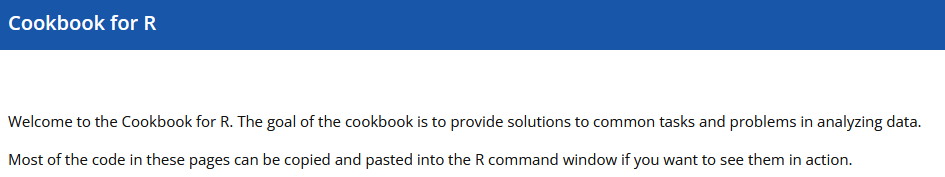 Cookbook for R
Welcome to the Cookbook for R. The goal of the cookbook is to provide solutions to common tasks and problems in analyzing data.
Most of the code in these pages can be copied and pasted into the R command window if you want to see them in action.